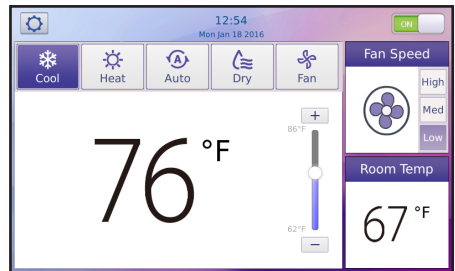 12:54
Mon Jan 18 2016
ON
Cool
Heat
A
Auto
Dry
Fan
76 °F
+
86°F
62°F
−
Fan Speed
High
Med
Low
Room Temp
67 °F